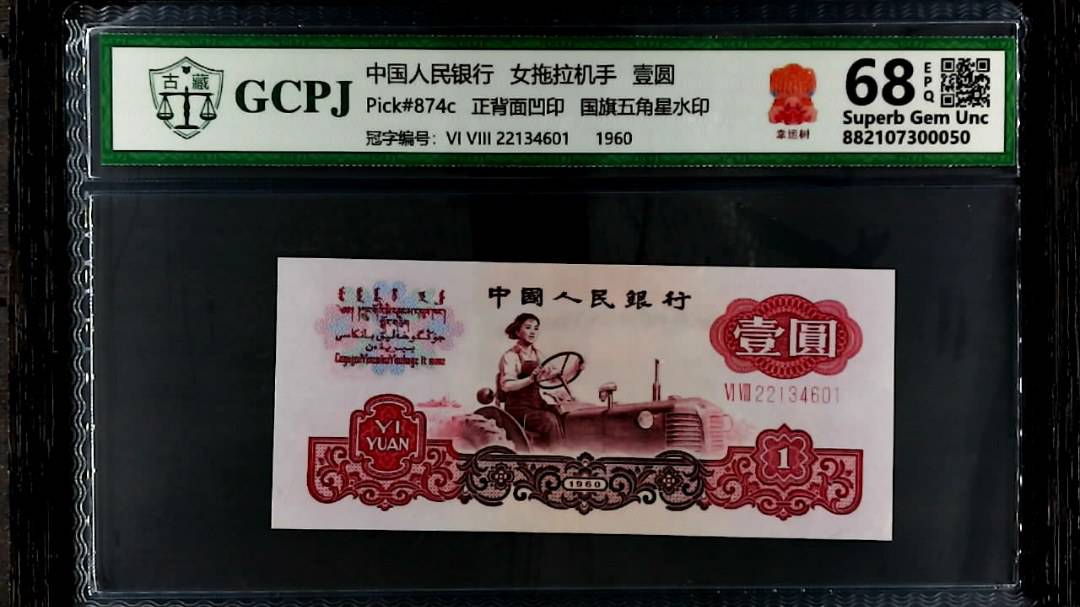 古 藏
GCPJ
中国人民银行 女拖拉机手 壹圆
Pick#874c 正背面凹印 国旗五角星水印
冠字编号: VI VIII 22134601 1960
幸运树
68 EPQ
Superb Gem Unc
882107300050
中國人民銀行
壹圓
VI VIII 22134601
YI
YUAN
1960
1